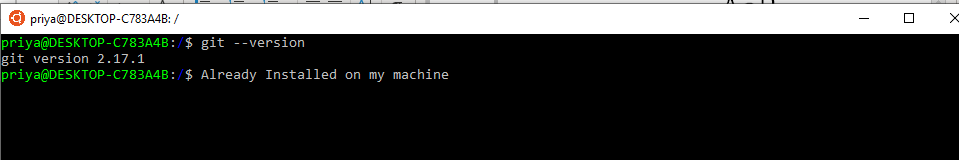 priya@DESKTOP-C783A4B: /
priya@DESKTOP-C783A4B:/$ git --version
git version 2.17.1
priya@DESKTOP-C783A4B:/$ Already Installed on my machine